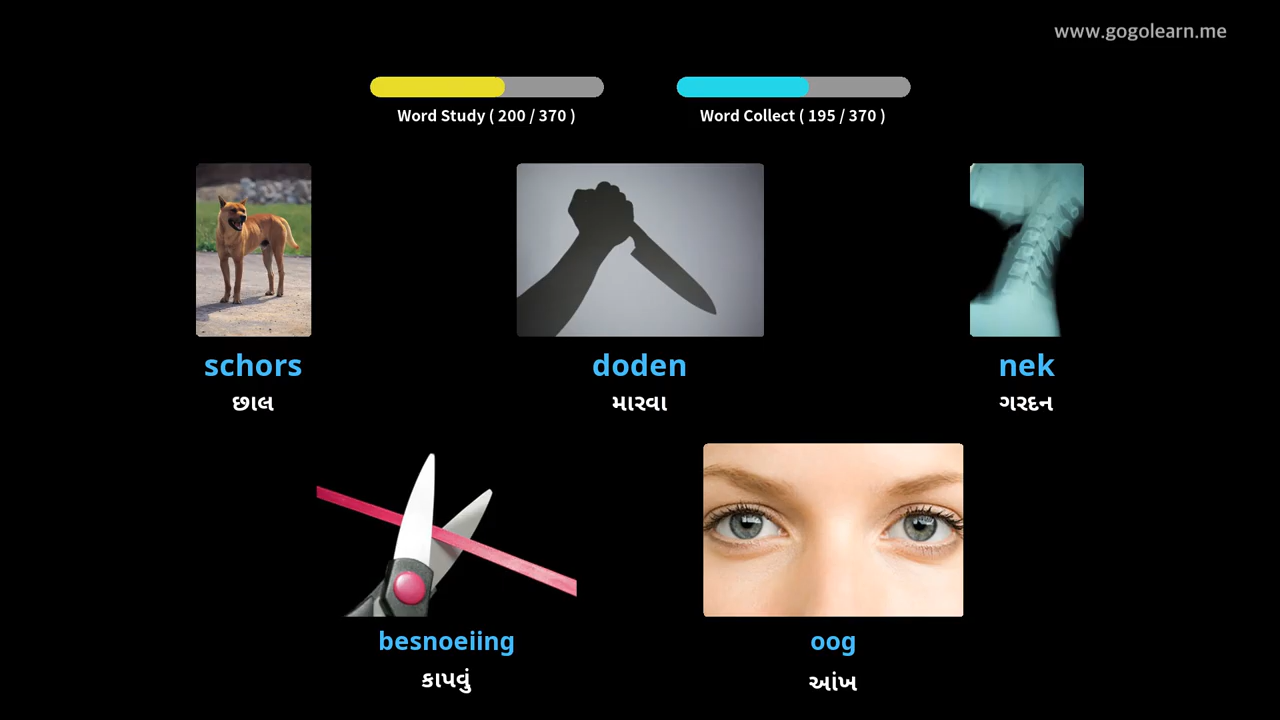 www.gogolearn.me
Word Study ( 200 / 370 )
Word Collect ( 195 / 370 )
schors
છાલ
doden
મારવા
nek
ગરદન
besnoeiing
કાપવું
oog
આંખ